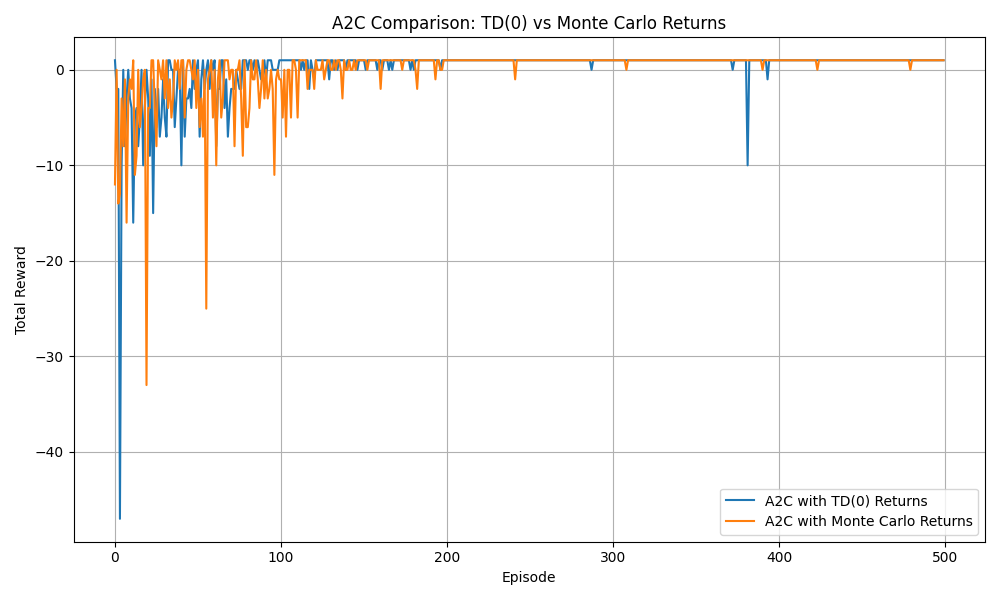 A2C Comparison: TD(0) vs Monte Carlo Returns
Total Reward
0
−10
−20
−30
−40
0 100 200 300 400 500
Episode
A2C with TD(0) Returns
A2C with Monte Carlo Returns